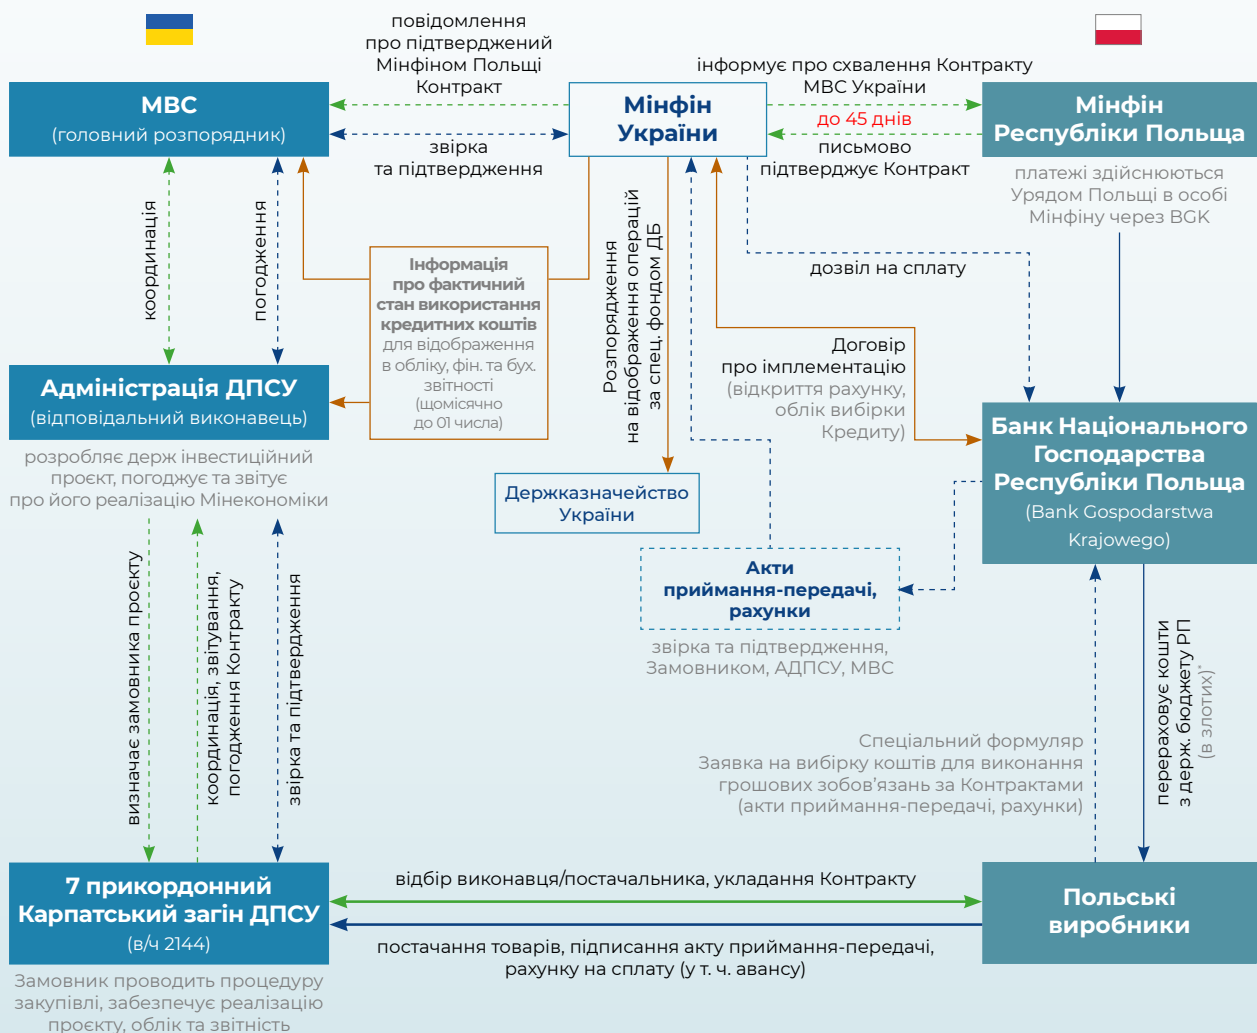 повідомлення
про підтверджений
Мінфіном Польщі
Контракт
інформує про схвалення Контракту
МВС України
МВС
(головний розпорядник)
Мінфін
України
до 45 днів
Мінфін
Республіки Польща
звірка
та підтвердження
письмово
підтверджує Контракт
платежі здійснюються
Урядом Польщі в особі
Мінфіну через BGK
координація
погодження
Інформація
про фактичний
стан використання
кредитних коштів
для відображення
в обліку, фін. та бух.
звітності
(щомісячно
до 01 числа)
Розпорядження
на відображення операцій
за спец. фондом ДБ
дозвіл на сплату
Договір
про імплементацію
(відкриття рахунку,
облік вибірки
Кредиту)
Адміністрація ДПСУ
(відповідальний виконавець)
розробляє держ інвестиційний
проєкт, погоджує та звітує
про його реалізацію Мінекономіки
Банк Національного
Господарства
Республіки Польща
(Bank Gospodarstwa
Krajowego)
Держказначейство
України
Акти
приймання-передачі,
рахунки
звірка та підтвердження,
Замовником, АДПСУ, МВС
визначає замовника проєкту
координація, звітування,
погодження Контракту
звірка та підтвердження
Спеціальний формуляр
Заявка на вибірку коштів для виконання
грошових зобов’язань за Контрактами
(акти приймання-передачі, рахунки)
перераховує кошти
з держ. бюджету РП
(в злотих)*
7 прикордонний
Карпатський загін ДПСУ
(в/ч 2144)
відбір виконавця/постачальника, укладання Контракту
постачання товарів, підписання акту приймання-передачі,
рахунку на сплату (у т. ч. авансу)
Польські
виробники
Замовник проводить процедуру
закупівлі, забезпечує реалізацію
проєкту, облік та звітність